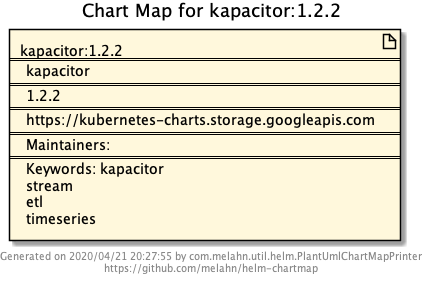 Chart Map for kapacitor:1.2.2
kapacitor:1.2.2
kapacitor
1.2.2
https://kubernetes-charts.storage.googleapis.com
Maintainers:
Keywords: kapacitor
stream
etl
timeseries
Generated on 2020/04/21 20:27:55 by com.melahn.util.helm.PlantUmlChartMapPrinter
https://github.com/melahn/helm-chartmap